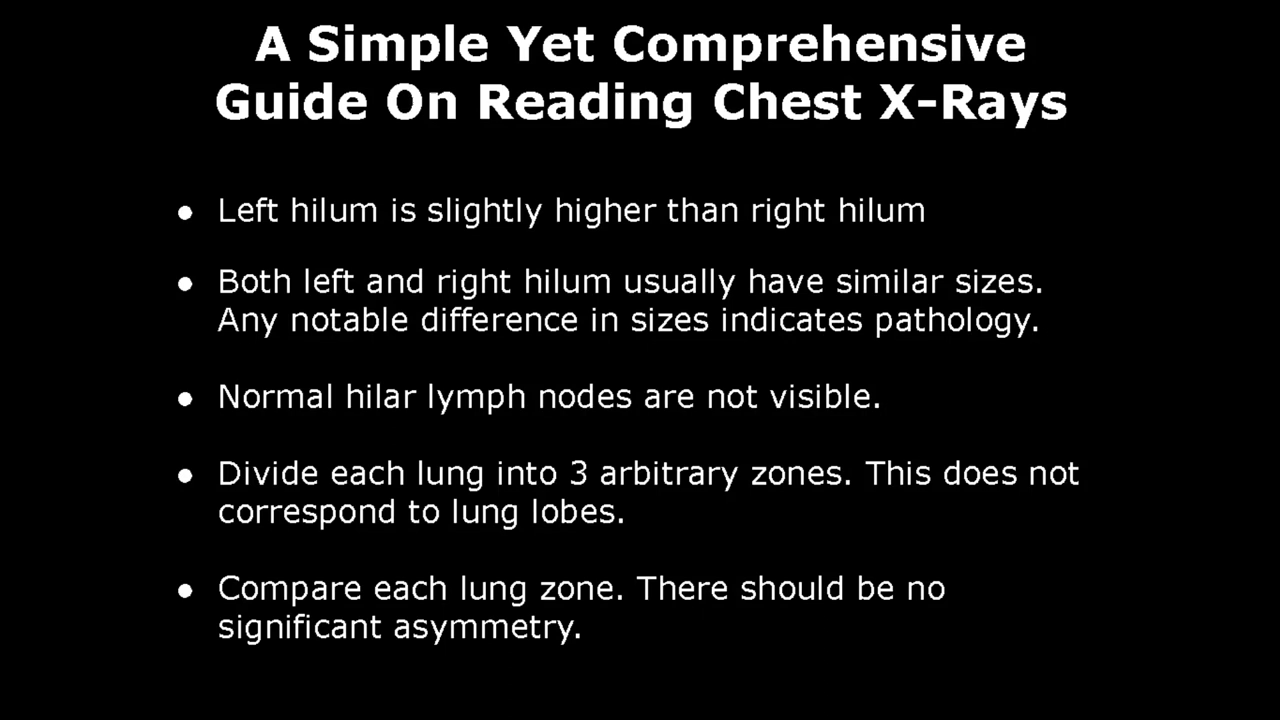 A Simple Yet Comprehensive
Guide On Reading Chest X-Rays
● Left hilum is slightly higher than right hilum
● Both left and right hilum usually have similar sizes.
Any notable difference in sizes indicates pathology.
● Normal hilar lymph nodes are not visible.
● Divide each lung into 3 arbitrary zones. This does not
correspond to lung lobes.
● Compare each lung zone. There should be no
significant asymmetry.